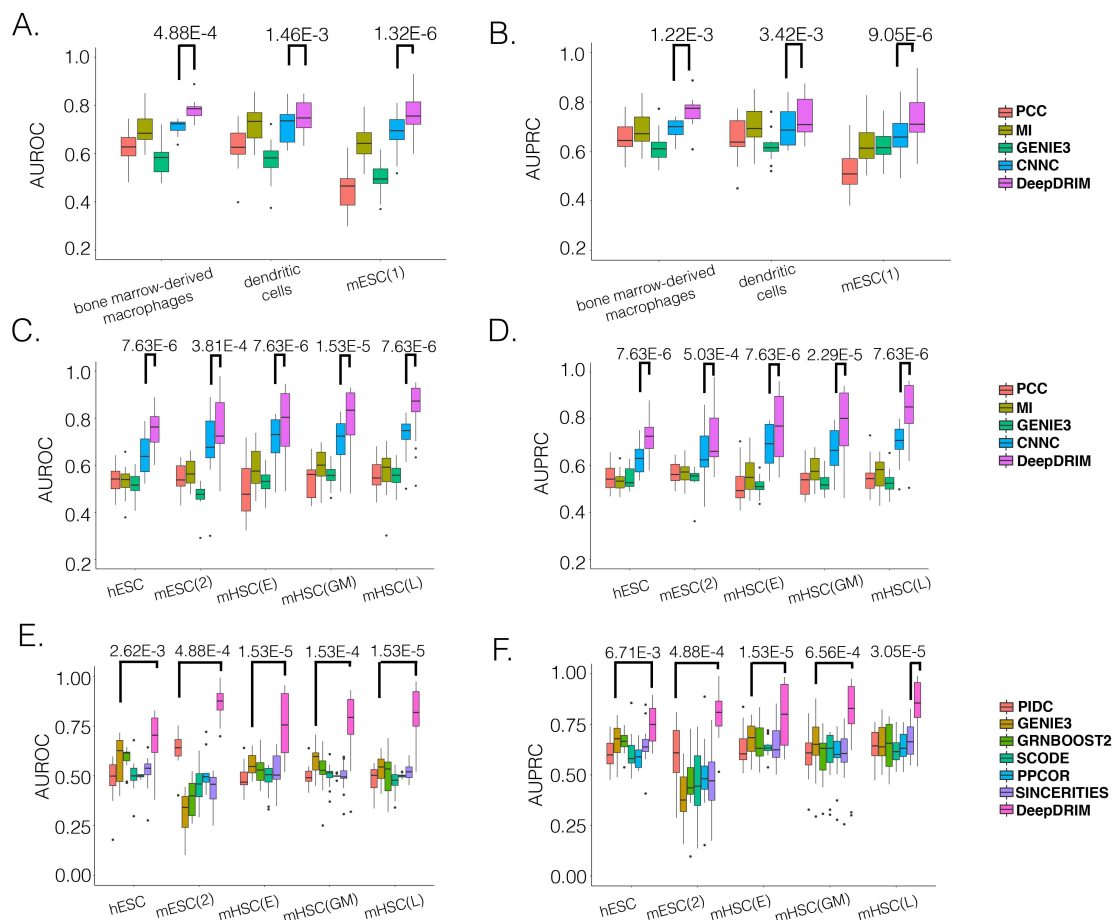 A.
4.88E-4
1.46E-3
1.32E-6
1.0
0.8
0.6
0.4
0.2
AUROC
bone marrow-derived
macrophages
dendritic
cells
mESC(1)
B.
1.22E-3
3.42E-3
9.05E-6
1.0
0.8
0.6
0.4
0.2
AUPRC
bone marrow-derived
macrophages
dendritic
cells
mESC(1)
PCC
MI
GENIE3
CNNC
DeepDRIM
C.
7.63E-6
3.81E-4
7.63E-6
1.53E-5
7.63E-6
1.0
0.8
0.6
0.4
0.2
AUROC
hESC
mESC(2)
mHSC(E)
mHSC(GM)
mHSC(L)
D.
7.63E-6
5.03E-4
7.63E-6
2.29E-5
7.63E-6
1.0
0.8
0.6
0.4
0.2
AUPRC
hESC
mESC(2)
mHSC(E)
mHSC(GM)
mHSC(L)
PCC
MI
GENIE3
CNNC
DeepDRIM
E.
2.62E-3
4.88E-4
1.53E-5
1.53E-4
1.53E-5
1.00
0.75
0.50
0.25
0.00
AUROC
hESC
mESC(2)
mHSC(E)
mHSC(GM)
mHSC(L)
F.
6.71E-3
4.88E-4
1.53E-5
6.56E-4
3.05E-5
1.00
0.75
0.50
0.25
0.00
AUPRC
hESC
mESC(2)
mHSC(E)
mHSC(GM)
mHSC(L)
PIDC
GENIE3
GRNBOOST2
SCODE
PPCOR
SINCERITIES
DeepDRIM